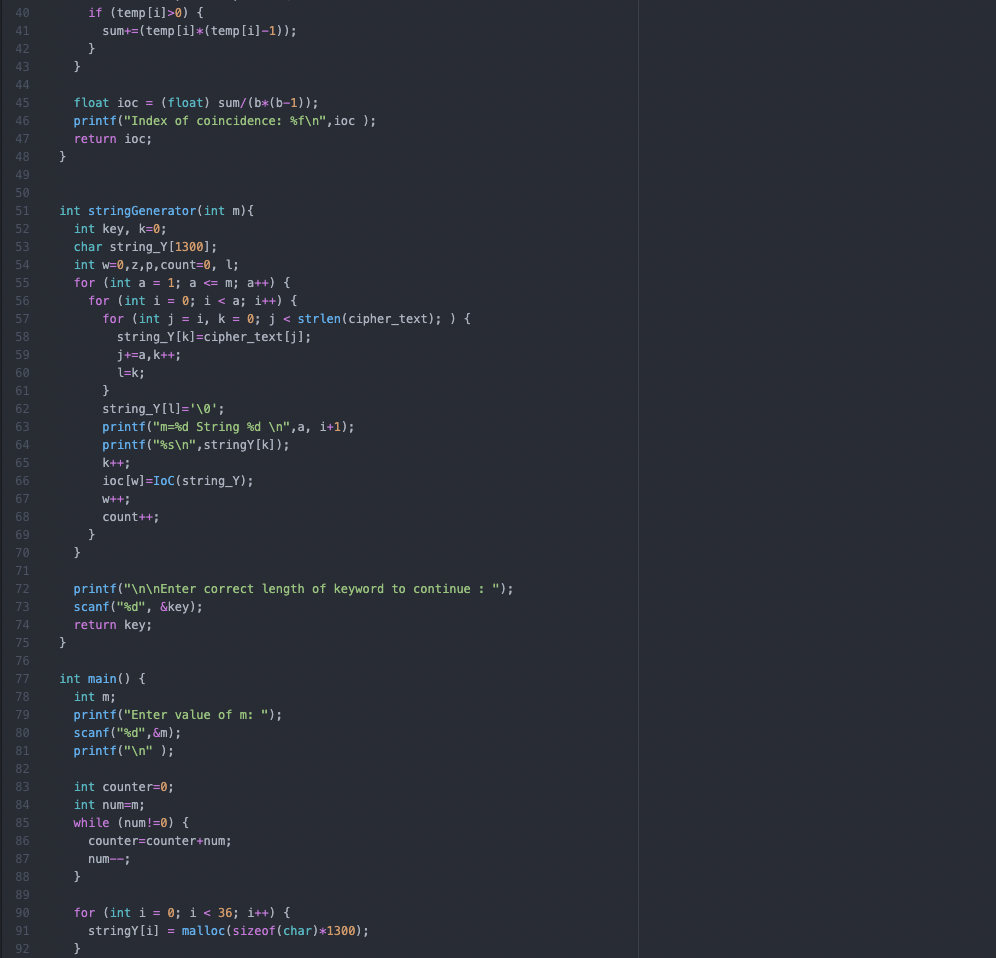 40 if (temp[i]>0) {
41 sum+=(temp[i]*(temp[i]-1));
42 }
43 }
44
45 float ioc = (float) sum/(b*(b-1));
46 printf("Index of coincidence: %f\n",ioc );
47 return ioc;
48 }
49
50
51 int stringGenerator(int m){
52 int key, k=0;
53 char string_Y[1300];
54 int w=0,z,p,count=0, l;
55 for (int a = 1; a <= m; a++) {
56 for (int i = 0; i < a; i++) {
57 for (int j = i, k = 0; j < strlen(cipher_text); ) {
58 string_Y[k]=cipher_text[j];
59 j+=a,k++;
60 l=k;
61 }
62 string_Y[l]='\0';
63 printf("m=%d String %d \n",a, i+1);
64 printf("%s\n",stringY[k]);
65 k++;
66 ioc[w]=IoC(string_Y);
67 w++;
68 count++;
69 }
70 }
71
72 printf("\n\nEnter correct length of keyword to continue : ");
73 scanf("%d", &key);
74 return key;
75 }
76
77 int main() {
78 int m;
79 printf("Enter value of m: ");
80 scanf("%d",&m);
81 printf("\n" );
82
83 int counter=0;
84 int num=m;
85 while (num!=0) {
86 counter=counter+num;
87 num--;
88 }
89
90 for (int i = 0; i < 36; i++) {
91 stringY[i] = malloc(sizeof(char)*1300);
92 }